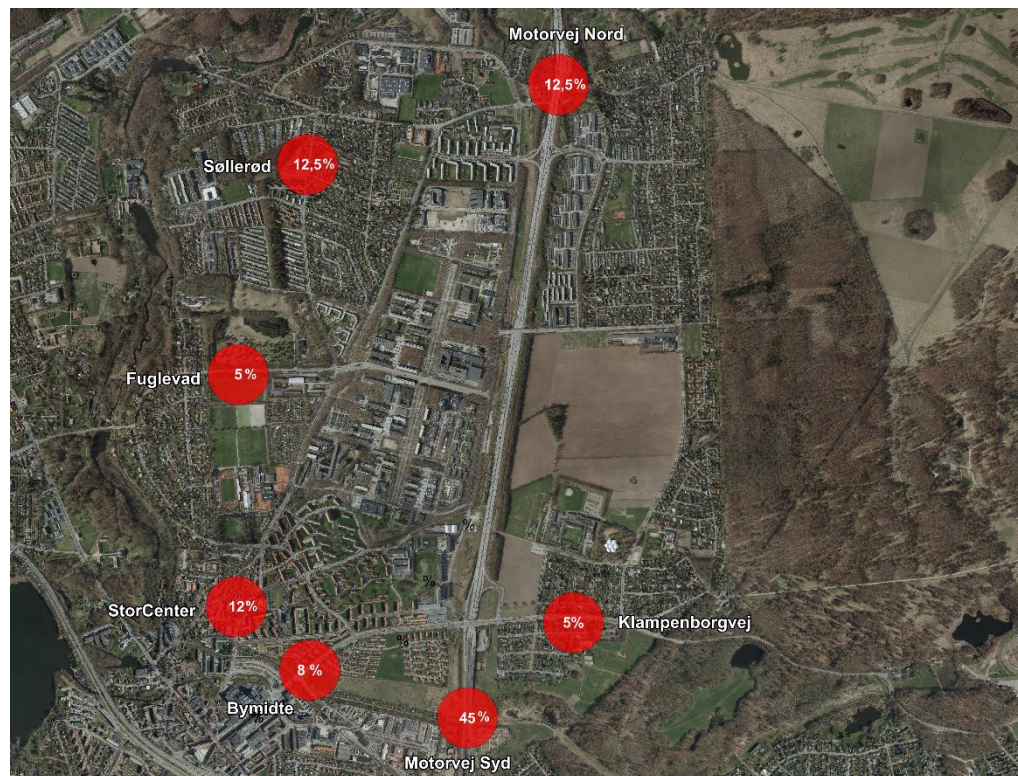 Motorvej Nord
12,5%
Søllerød
12,5%
Fuglevad
5%
%
%
StorCenter
12%
5%
Klampenborgvej
%
8 %
Bymidte
%
45%
Motorvej Syd